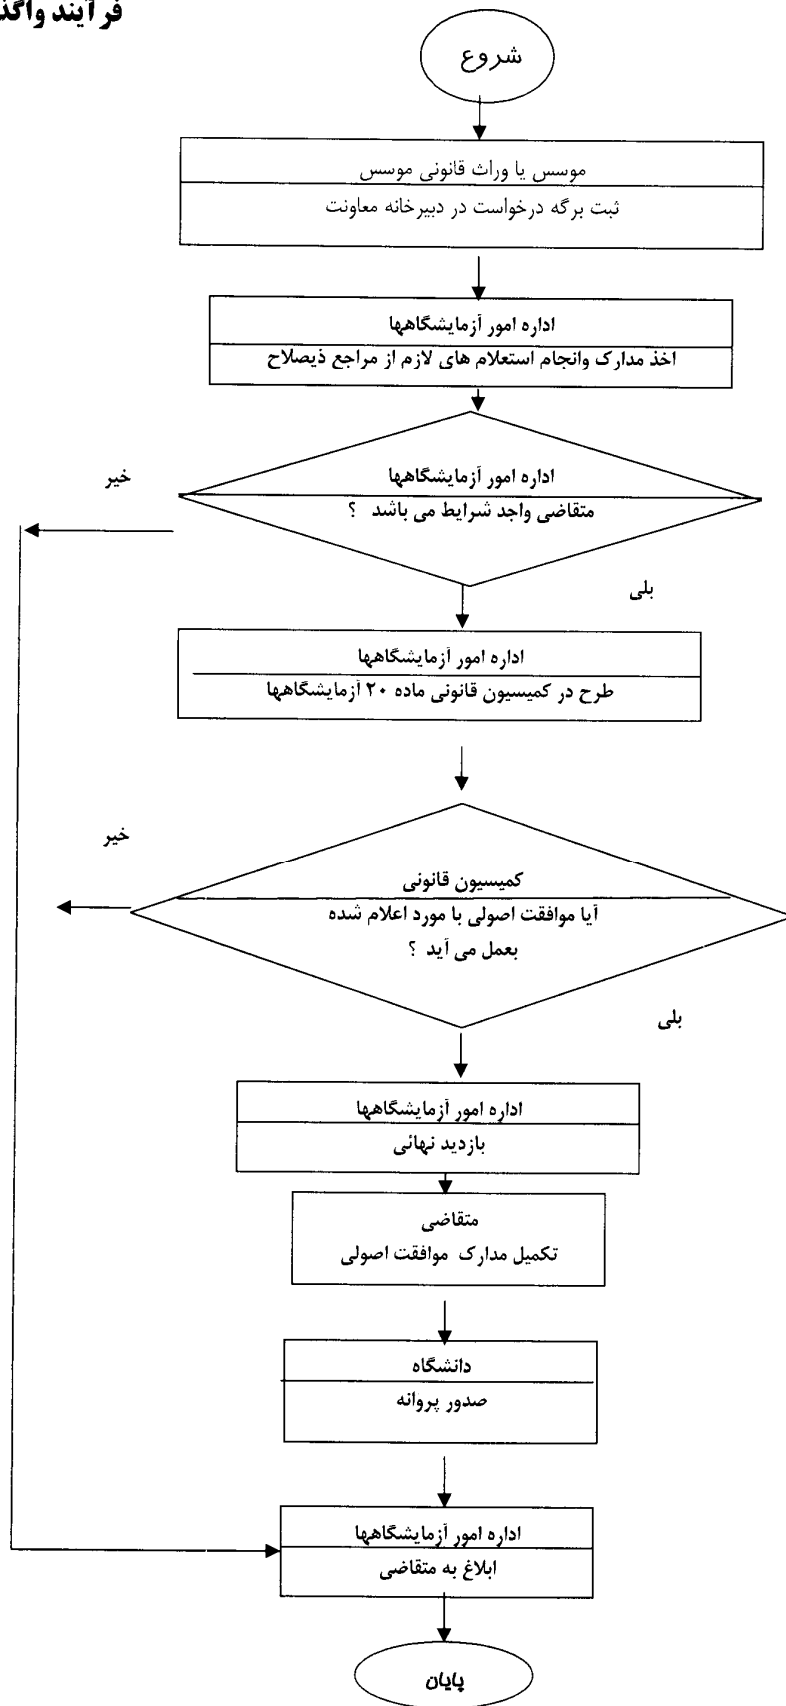 فرآیند
شروع
موسس یا وراث قانونی موسس
ثبت برگه درخواست در دبیرخانه معاونت
اداره امور آزمایشگاهها
اخذ مدارک وانجام استعلام های لازم از مراجع ذیصلاح
خیر
اداره امور آزمایشگاهها
متقاضی واجد شرایط می باشد ؟
بلی
اداره امور آزمایشگاهها
طرح در کمیسیون قانونی ماده ۲۰ آزمایشگاهها
خیر
کمیسیون قانونی
آیا موافقت اصولی با مورد اعلام شده
بعمل می آید ؟
بلی
اداره امور آزمایشگاهها
بازدید نهائی
متقاضی
تکمیل مدارک موافقت اصولی
دانشگاه
صدور پروانه
اداره امور آزمایشگاهها
ابلاغ به متقاضی
پایان